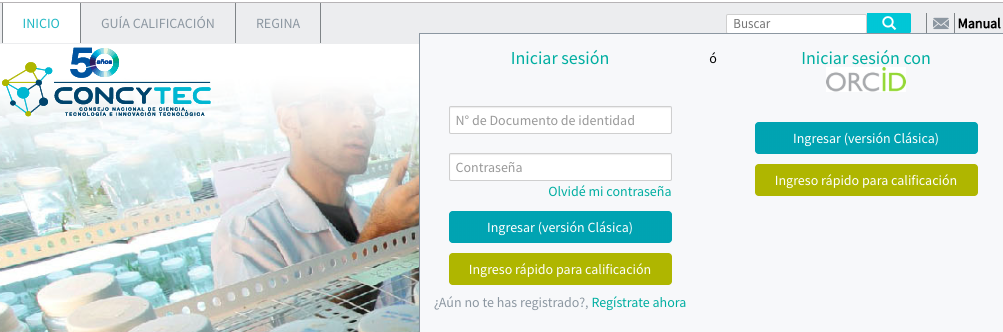 INICIO
GUÍA CALIFICACIÓN
REGINA
Buscar
Manual
50 años
CONCYTEC
CONSEJO NACIONAL DE CIENCIA,
TECNOLOGÍA E INNOVACIÓN TECNOLÓGICA
Iniciar sesión
N° de Documento de identidad
Contraseña
Olvidé mi contraseña
Ingresar (versión Clásica)
Ingreso rápido para calificación
¿Aún no te has registrado?, Regístrate ahora
ó
Iniciar sesión con
ORCiD
Ingresar (versión Clásica)
Ingreso rápido para calificación